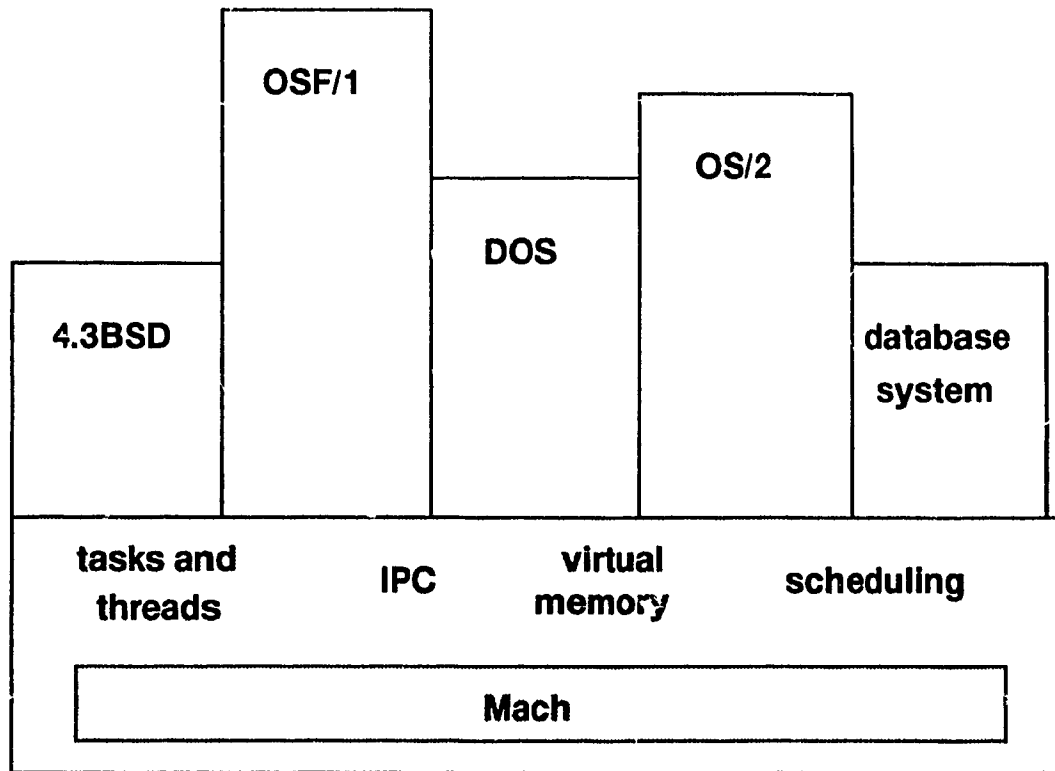 OSF/1
OS/2
DOS
4.3BSD
database
system
tasks and
threads
IPC
virtual
memory
scheduling
Mach